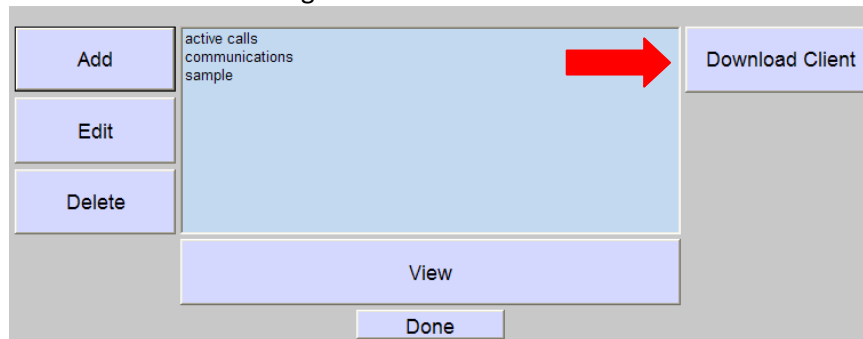 Add
active calls
communications
sample
Download Client
Edit
Delete
View
Done